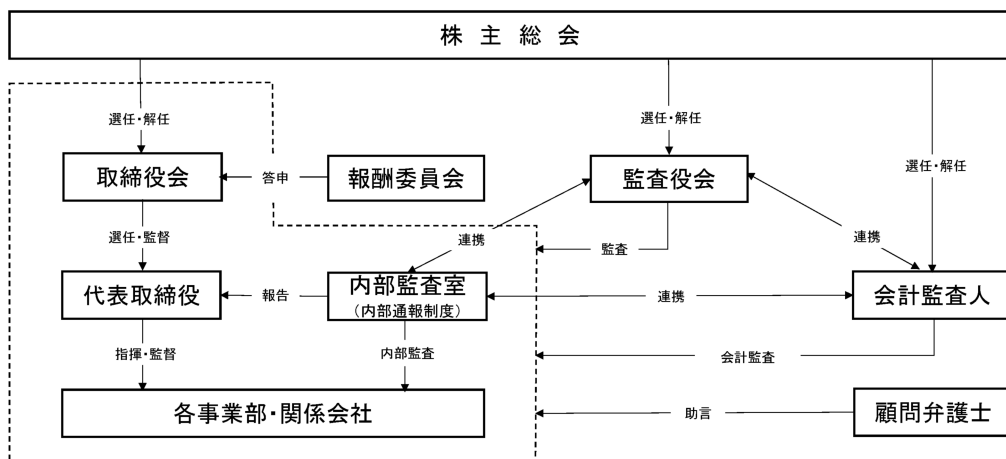 株主総会
選任・解任
選任・解任
選任・解任
取締役会
答申
報酬委員会
監査役会
選任・監督
連携
監査
連携
代表取締役
報告
内部監査室
（内部通報制度）
連携
会計監査人
指揮・監督
内部監査
会計監査
各事業部・関係会社
助言
顧問弁護士